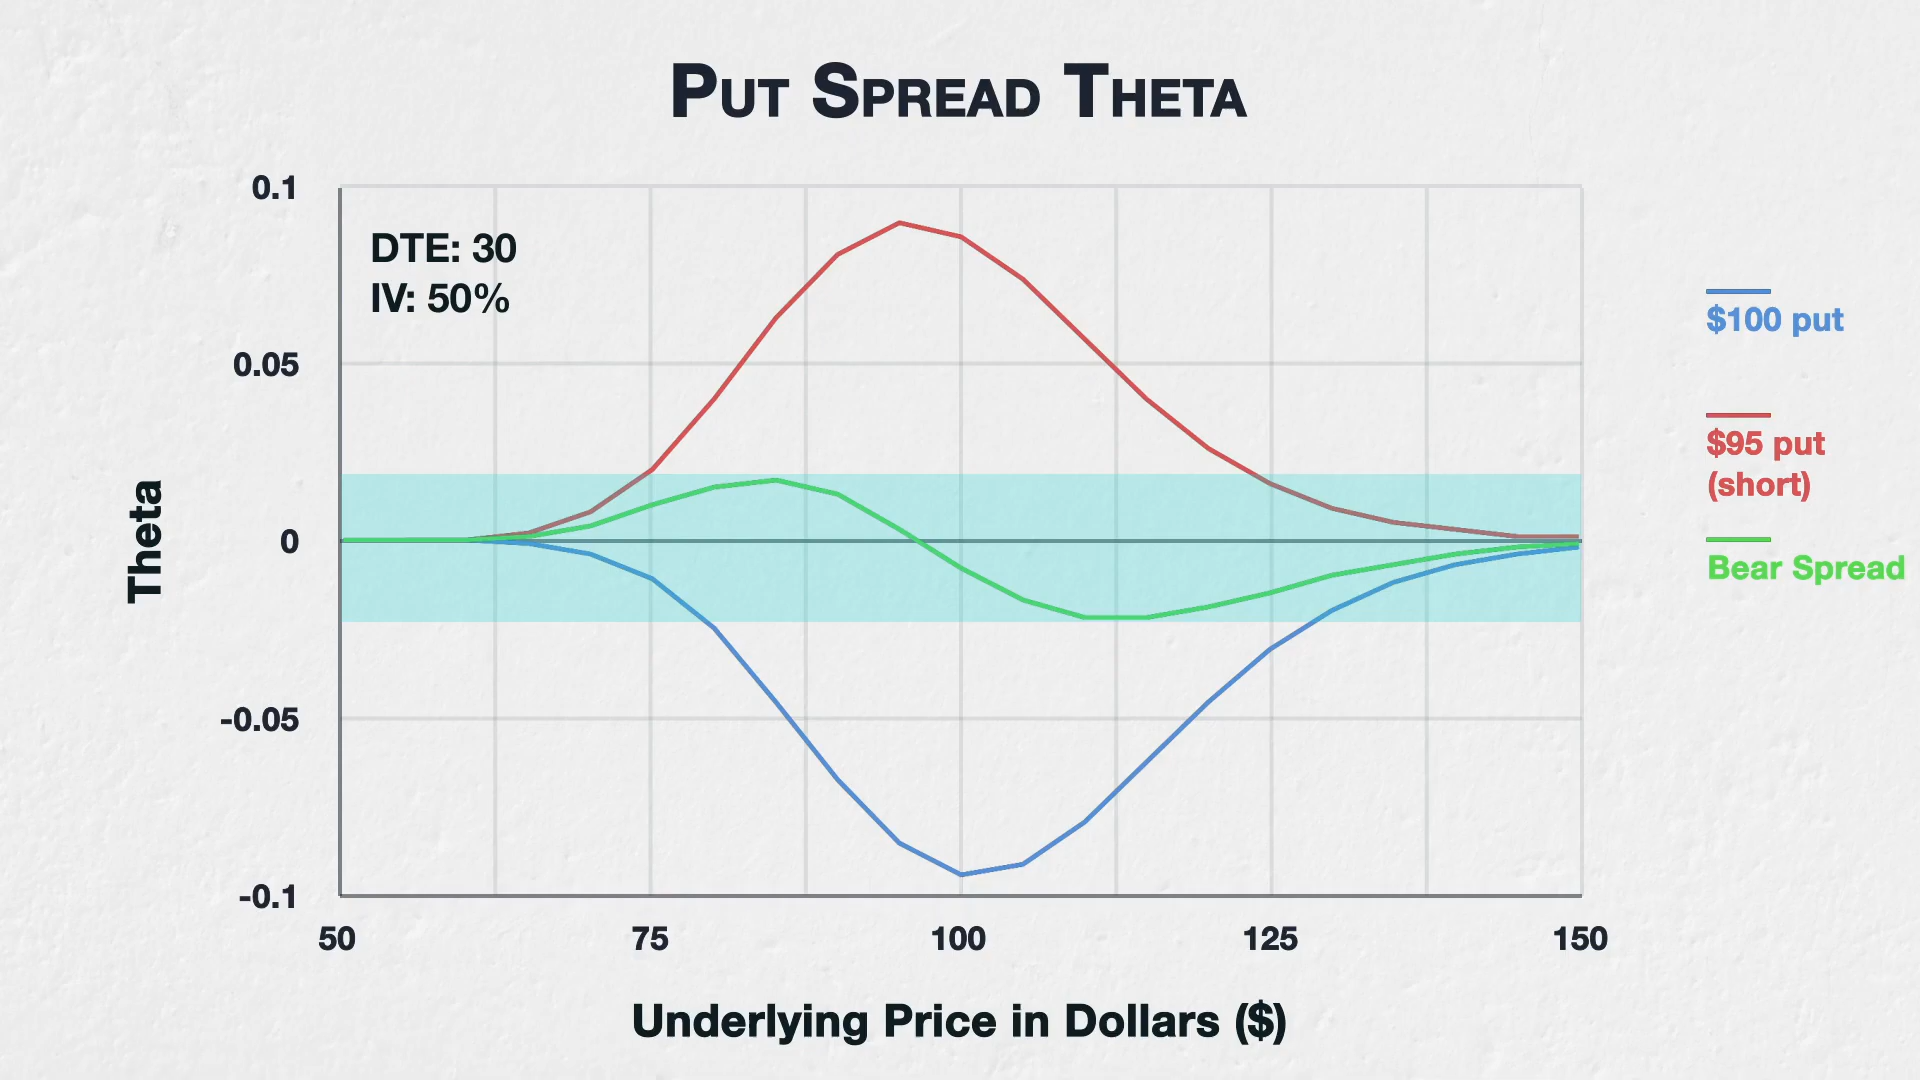 Put Spread Theta
0.1
0.05
0
-0.05
-0.1
Theta
DTE: 30
IV: 50%
50
75
100
125
150
Underlying Price in Dollars ($)
$100 put
$95 put
(short)
Bear Spread